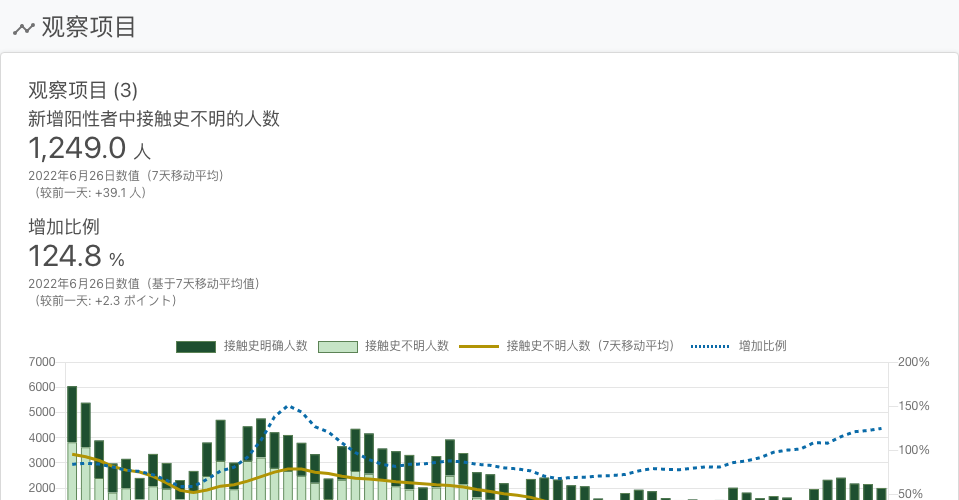 观察项目
观察项目 (3)
新增阳性者中接触史不明的人数
1,249.0 人
2022年6月26日数值（7天移动平均）
（较前一天: +39.1 人）
增加比例
124.8 %
2022年6月26日数值（基于7天移动平均值）
（较前一天: +2.3 ポイント）
接触史明确人数 接触史不明人数 接触史不明人数（7天移动平均） 增加比例
7000 200%
6000
5000 150%
4000
3000 100%
2000 50%